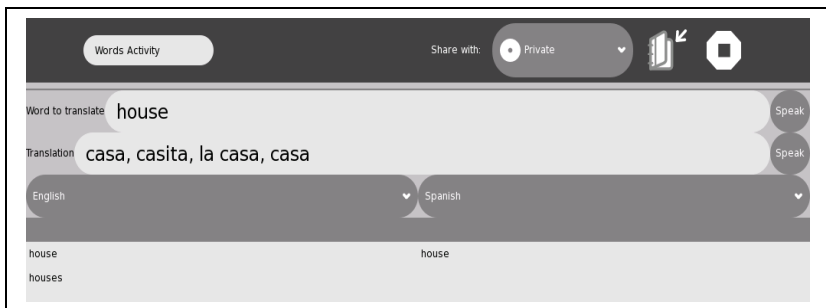 Words Activity Share with: Private
Word to translate house Speak
Translation casa, casita, la casa, casa Speak
English Spanish
house house
houses